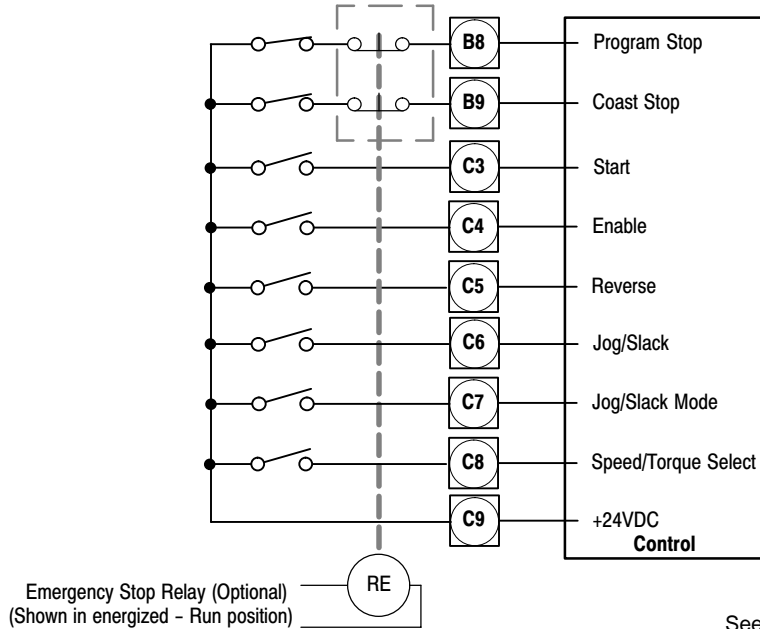 B8 Program Stop
B9 Coast Stop
C3 Start
C4 Enable
C5 Reverse
C6 Jog/Slack
C7 Jog/Slack Mode
C8 Speed/Torque Select
C9 +24VDC
Control
RE
Emergency Stop Relay (Optional)
(Shown in energized – Run position)
See